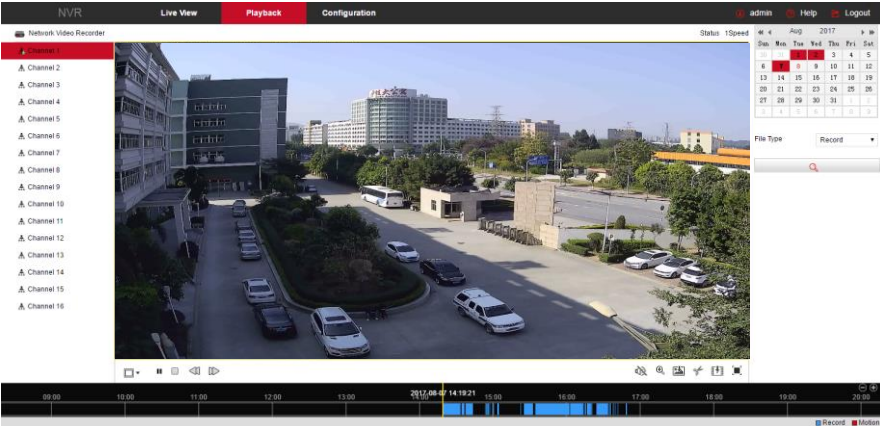 NVR Live View Playback Configuration admin Help Logout
Network Video Recorder
Status 1Speed
Channel 1
Channel 2
Channel 3
Channel 4
Channel 5
Channel 6
Channel 7
Channel 8
Channel 9
Channel 10
Channel 11
Channel 12
Channel 13
Channel 14
Channel 15
Channel 16
Aug 2017
Sun Mon Tue Wed Thu Fri Sat
30 31 1 2 3 4 5
6 7 8 9 10 11 12
13 14 15 16 17 18 19
20 21 22 23 24 25 26
27 28 29 30 31 1 2
3 4 5 6 7 8 9
File Type Record
2017-08-07 14:19:21
09:00 10:00 11:00 12:00 13:00 14:00 15:00 16:00 17:00 18:00 19:00 20:00
Record Motion